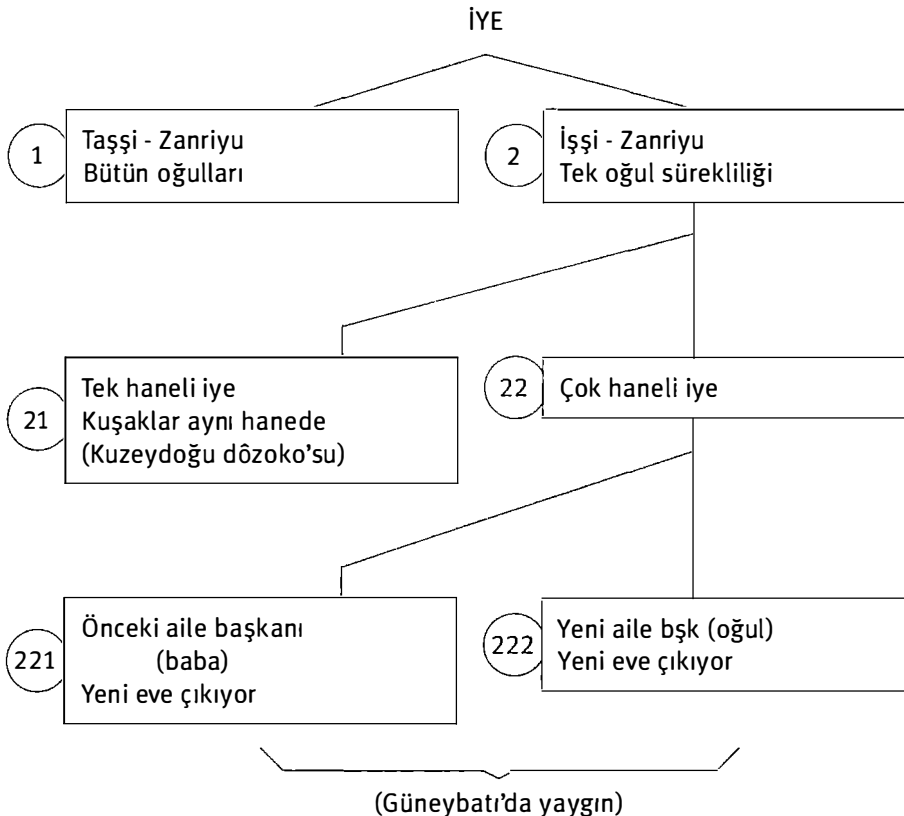 İYE
1
Taşşi - Zanriyu
Bütün oğulları
2
İşşi - Zanriyu
Tek oğul sürekliliği
21
Tek haneli iye
Kuşaklar aynı hanede
(Kuzeydoğu dôzoko'su)
22
Çok haneli iye
221
Önceki aile başkanı
(baba)
Yeni eve çıkıyor
222
Yeni aile bşk (oğul)
Yeni eve çıkıyor
(Güneybatı'da yaygın)